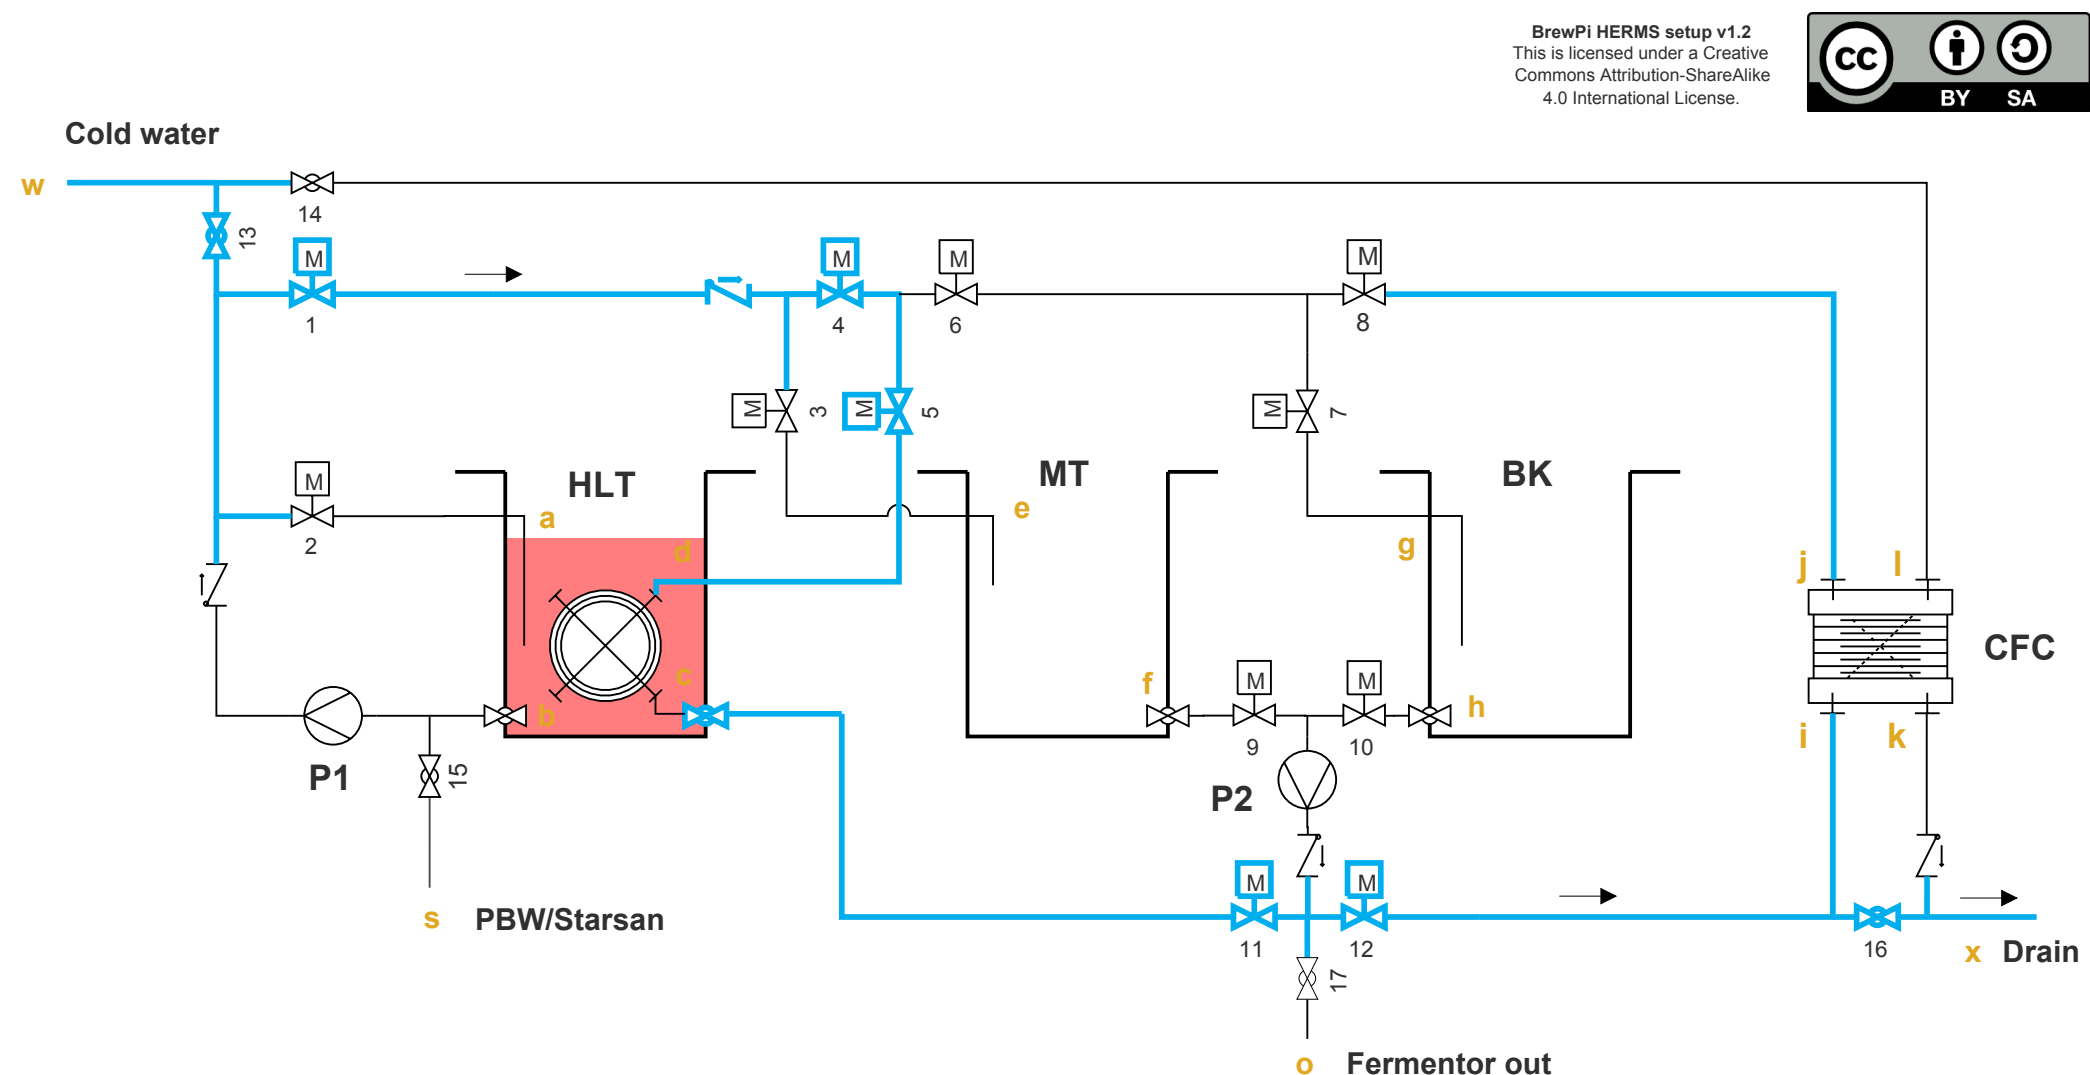 BrewPi HERMS setup v1.2
This is licensed under a Creative
Commons Attribution-ShareAlike
4.0 International License.
cc
BY SA
Cold water
w
14
13
M
M
M
M
1
4
6
8
M
M
M
3
5
7
M
HLT
MT
BK
a
e
2
d
g
j
l
CFC
c
M
M
f
b
h
i
k
9
10
P1
15
P2
M
M
s
PBW/Starsan
11
12
16
x Drain
17
o Fermentor out